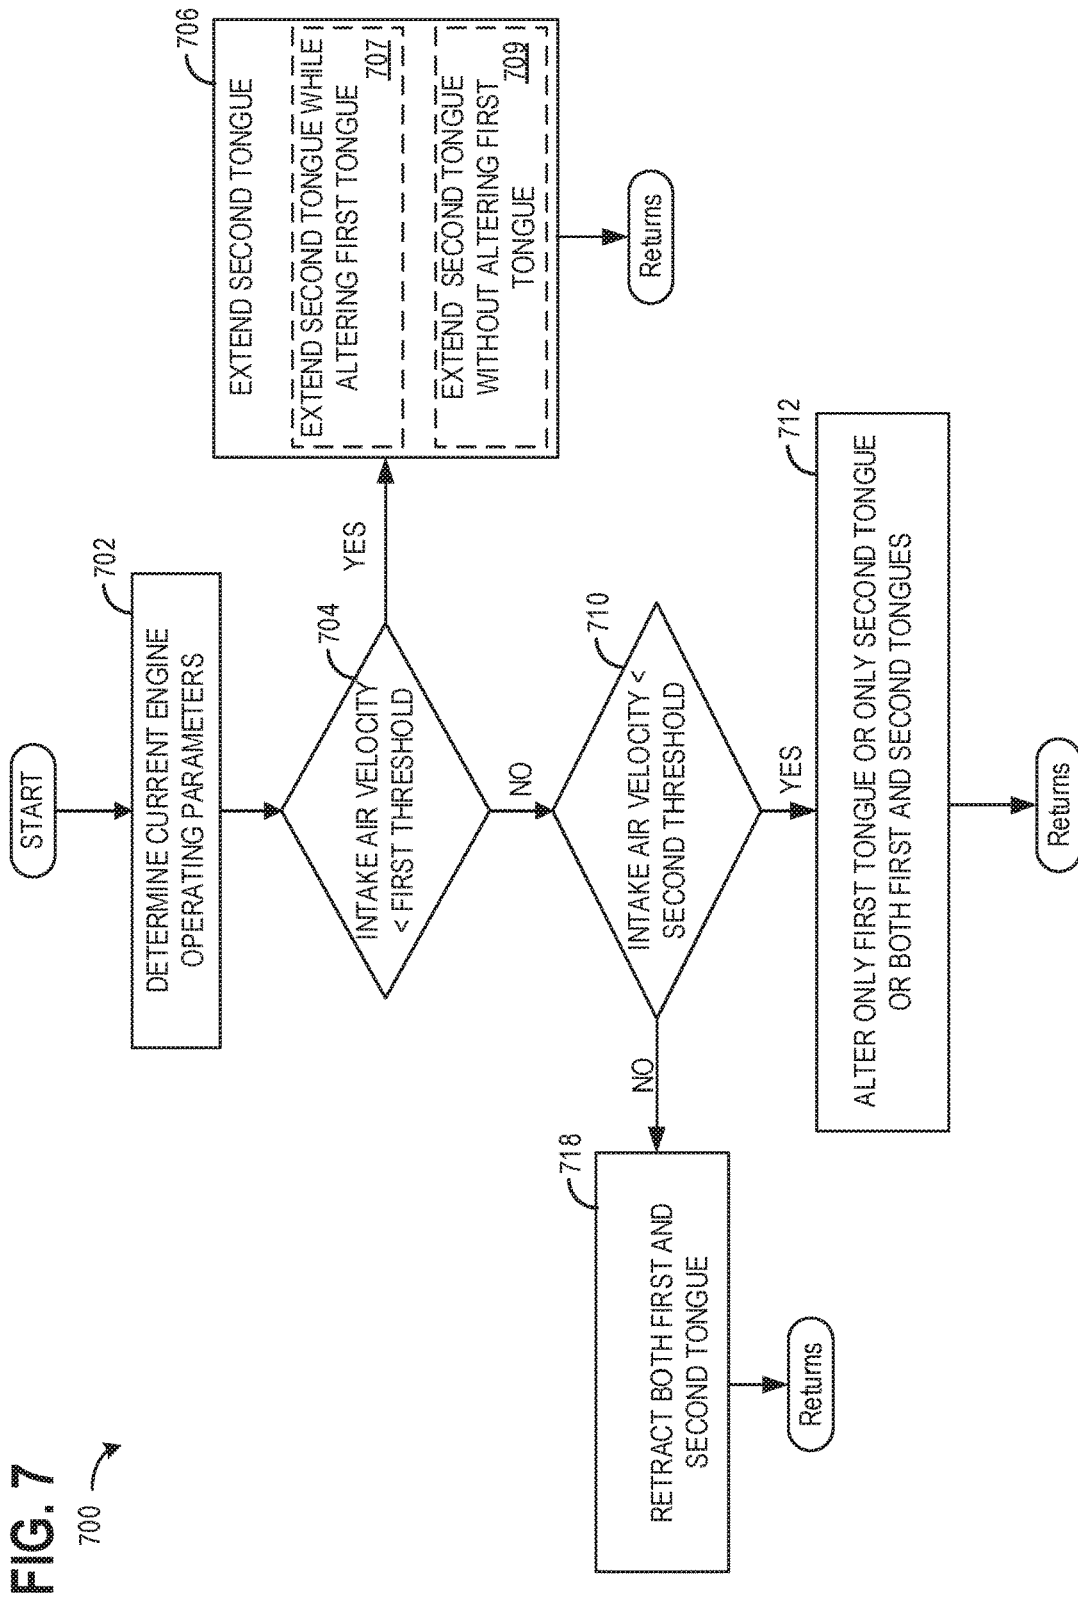 FIG. 7
700
START
702
DETERMINE CURRENT ENGINE
OPERATING PARAMETERS
704
INTAKE AIR VELOCITY
< FIRST THRESHOLD
YES
706
EXTEND SECOND TONGUE
EXTEND SECOND TONGUE WHILE
ALTERING FIRST TONGUE
707
EXTEND SECOND TONGUE
WITHOUT ALTERING FIRST
TONGUE
709
Returns
NO
710
INTAKE AIR VELOCITY <
SECOND THRESHOLD
NO
718
RETRACT BOTH FIRST AND
SECOND TONGUE
Returns
YES
712
ALTER ONLY FIRST TONGUE OR ONLY SECOND TONGUE
OR BOTH FIRST AND SECOND TONGUES
Returns